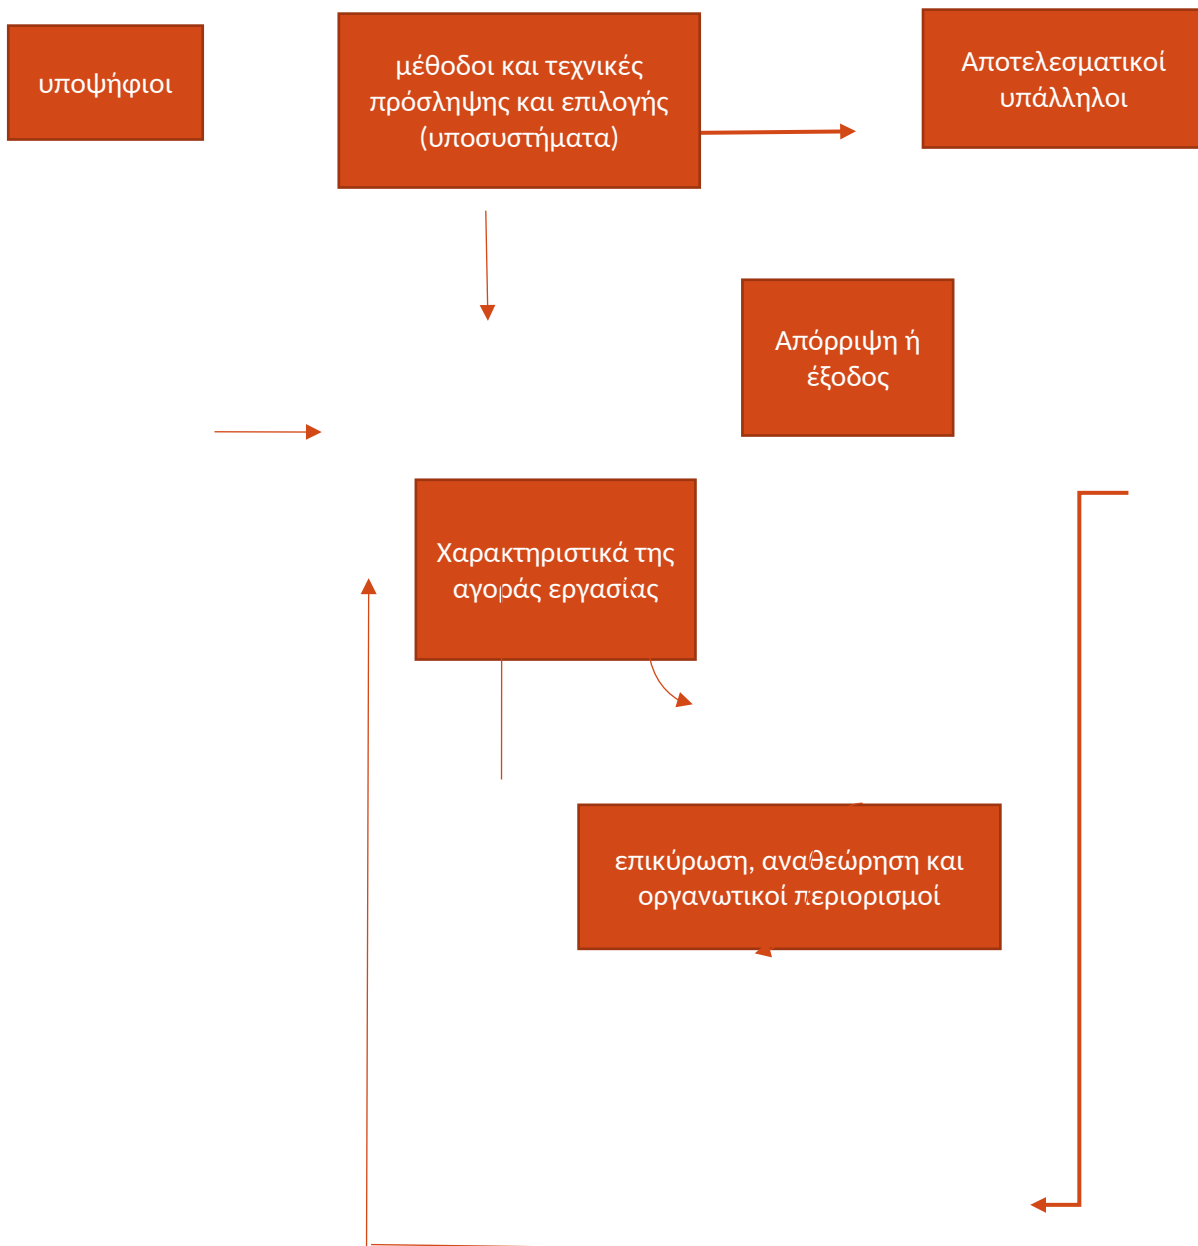 υποψήφιοι
μέθοδοι και τεχνικές
πρόσληψης και επιλογής
(υποσυστήματα)
Αποτελεσματικοί
υπάλληλοι
Απόρριψη ή
έξοδος
Χαρακτηριστικά της
αγοράς εργασίας
επικύρωση, αναθεώρηση και
οργανωτικοί περιορισμοί